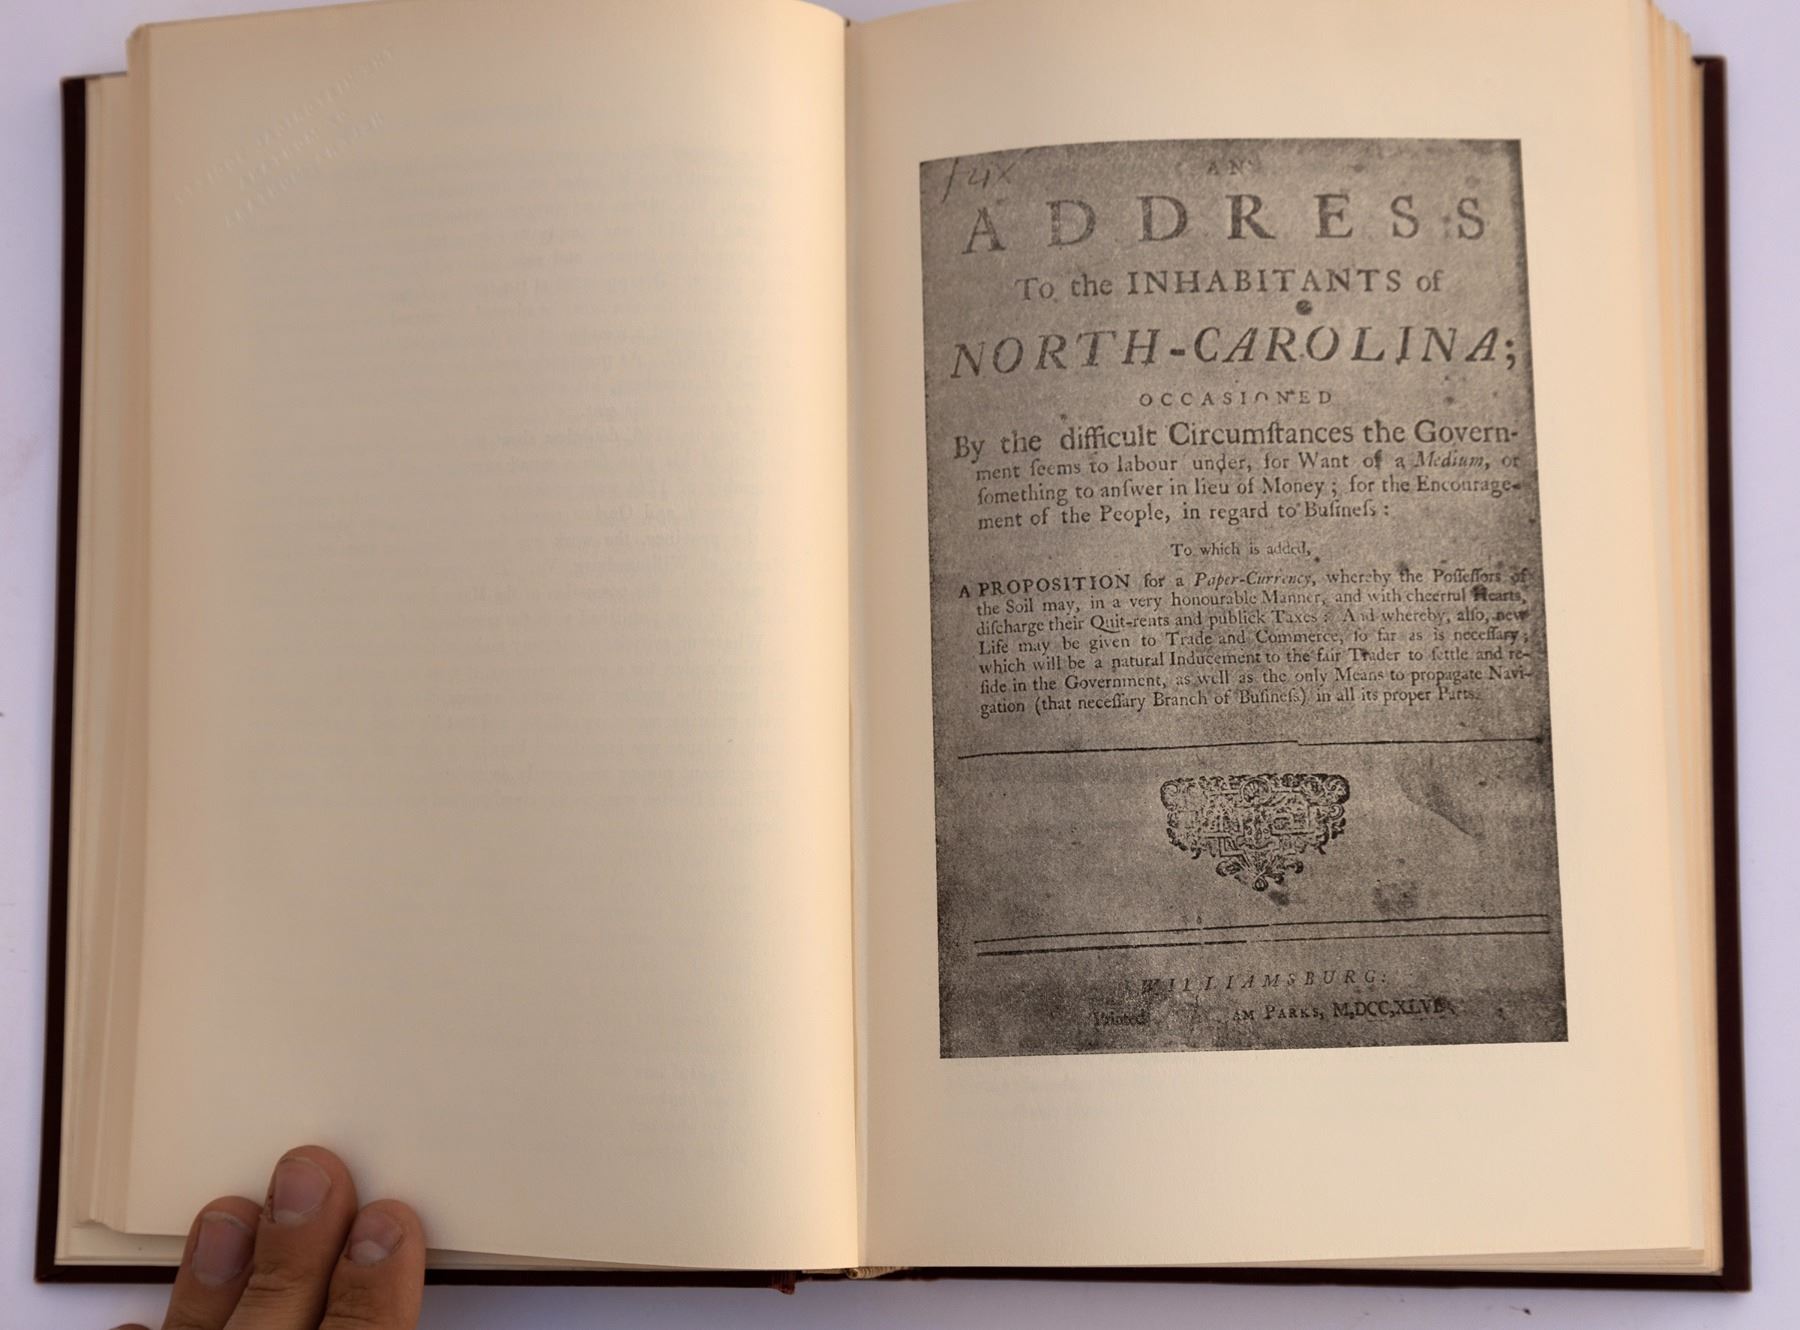 AN
ADDRESS
To the INHABITANTS of
NORTH-CAROLINA;
OCCASIONED
By the difficult Circumſtances the Govern-
ment ſeems to labour under, for Want of a Medium, or
ſomething to anſwer in lieu of Money; for the Encourage-
ment of the People, in regard to Buſineſs:
To which is added,
A PROPOSITION for a Paper-Currency, whereby the Poſſeſſors of
the Soil may, in a very honourable Manner, and with cheerful Hearts,
diſcharge their Quit-rents and publick Taxes: And whereby, alſo, new
Life may be given to Trade and Commerce, ſo far as is neceſſary;
which will be a natural Inducement to the fair Trader to ſettle and re-
ſide in the Government, as well as the only Means to propagate Navi-
gation (that neceſſary Branch of Buſineſs) in all its proper Parts.
WILLIAMSBURG:
Printed AM PARKS, M,DCC,XLVI.